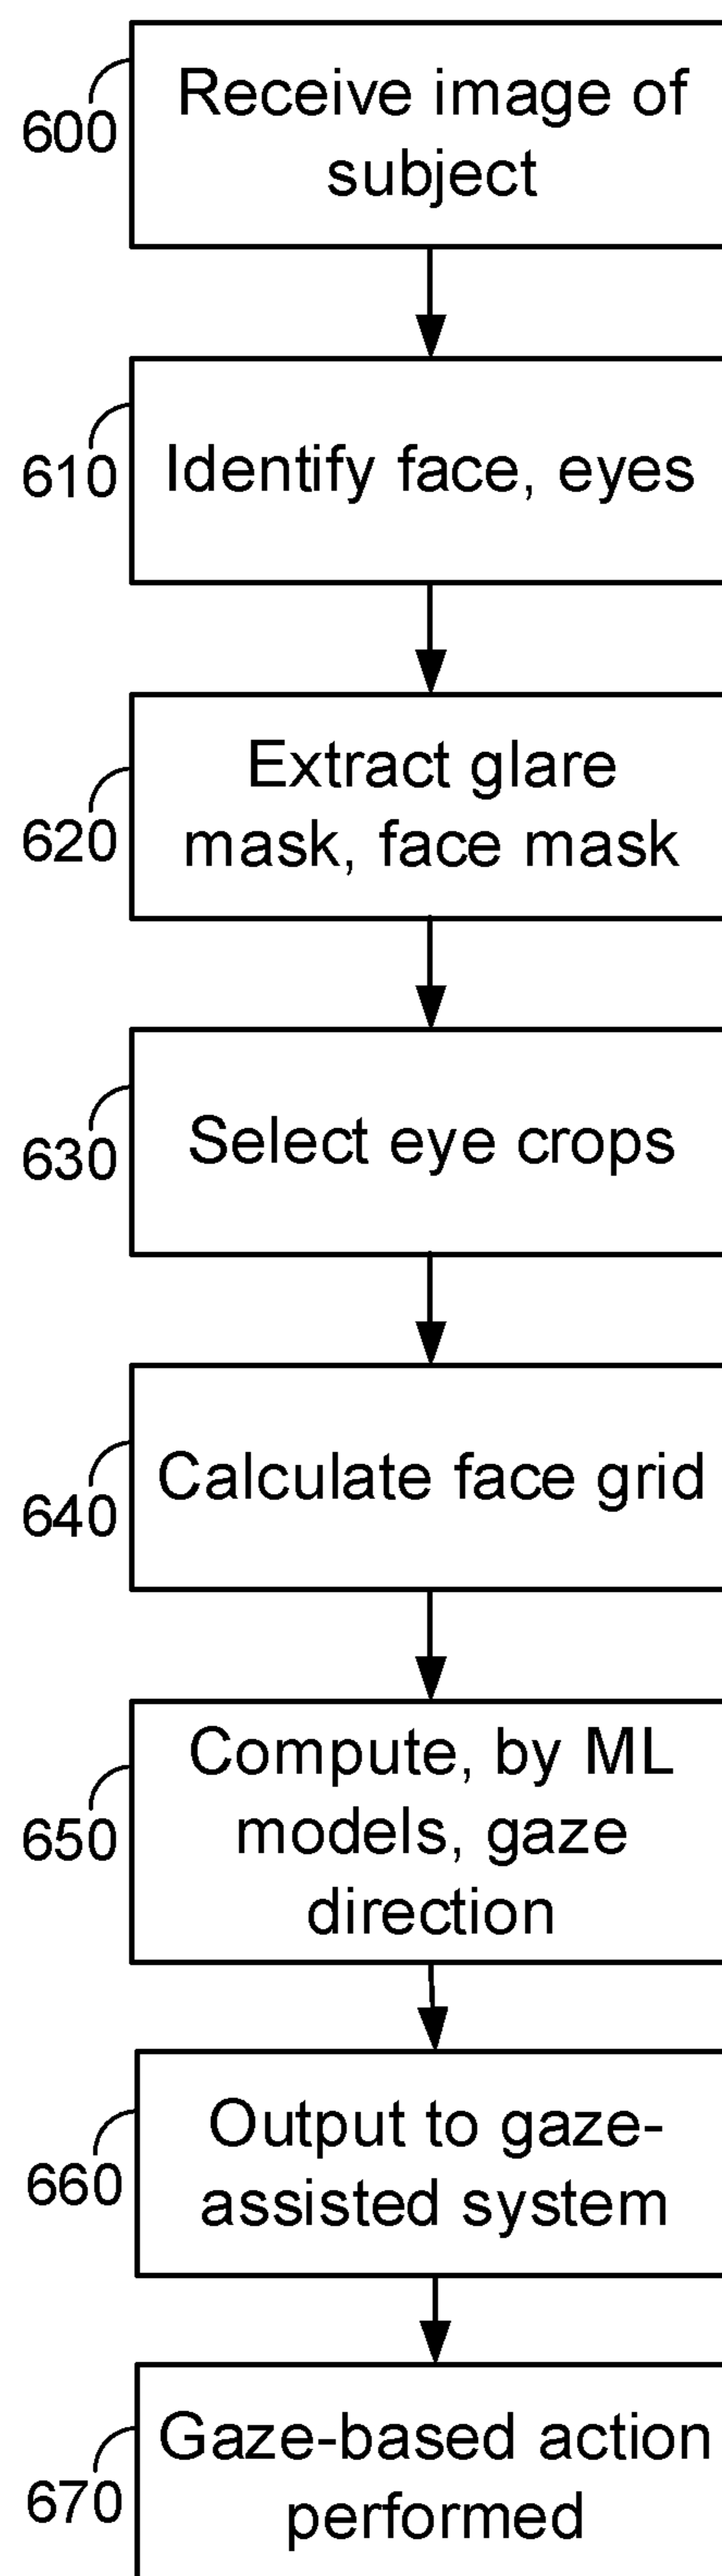 Receive image of
subject
600
Identify face, eyes
610
Extract glare
mask, face mask
620
Select eye crops
630
Calculate face grid
640
Compute, by ML
models, gaze
direction
650
Output to gaze-
assisted system
660
Gaze-based action
performed
670